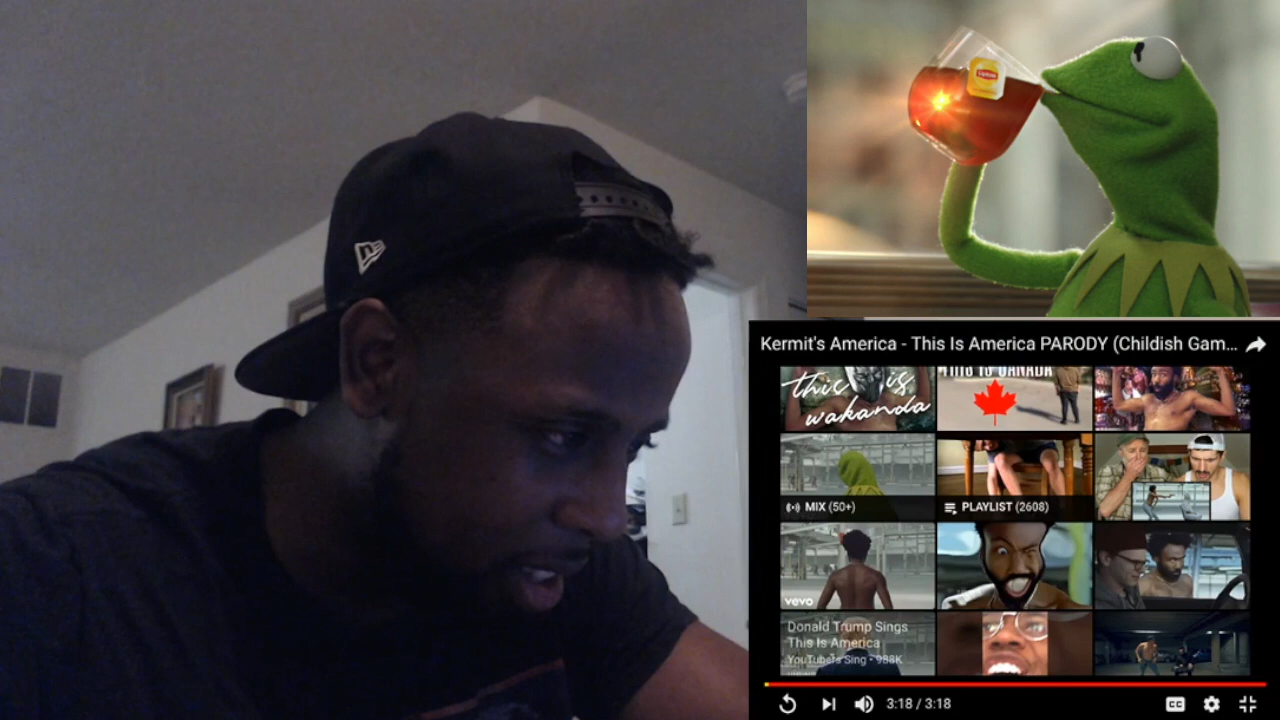 Lipton
Kermit's America - This Is America PARODY (Childish Gam...
this is
wakanda
THIS IS CANADA
MIX (50+)
PLAYLIST (2608)
vevo
Donald Trump Sings
This Is America
YouTubers Sing • 988K
3:18 / 3:18
CC